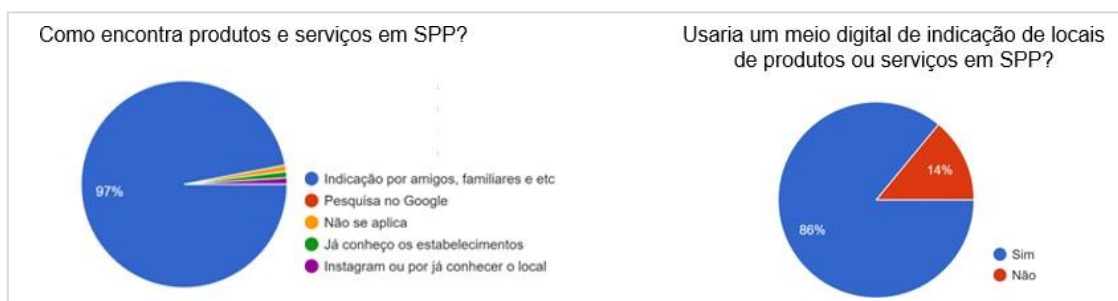 Como encontra produtos e serviços em SPP?
97%
Indicação por amigos, familiares e etc
Pesquisa no Google
Não se aplica
Já conheço os estabelecimentos
Instagram ou por já conhecer o local
Usaria um meio digital de indicação de locais
de produtos ou serviços em SPP?
14%
86%
Sim
Não